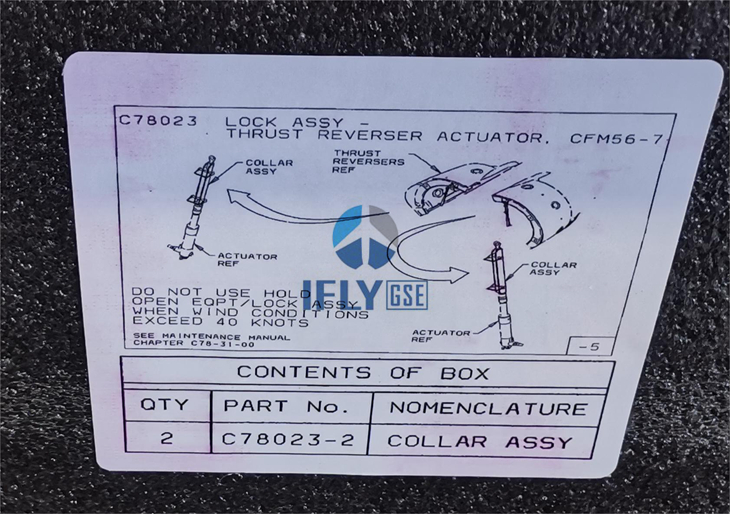 C78023 LOCK ASSY -
THRUST REVERSER ACTUATOR, CFM56-7
THRUST
REVERSERS
REF
COLLAR
ASSY
ACTUATOR
REF
COLLAR
ASSY
ACTUATOR
REF
IFLY GSE
DO NOT USE HOLD
OPEN EQPT/LOCK ASSY
WHEN WIND CONDITIONS
EXCEED 40 KNOTS
SEE MAINTENANCE MANUAL
CHAPTER C78-31-00
-5
CONTENTS OF BOX
QTY PART No. NOMENCLATURE
2 C78023-2 COLLAR ASSY